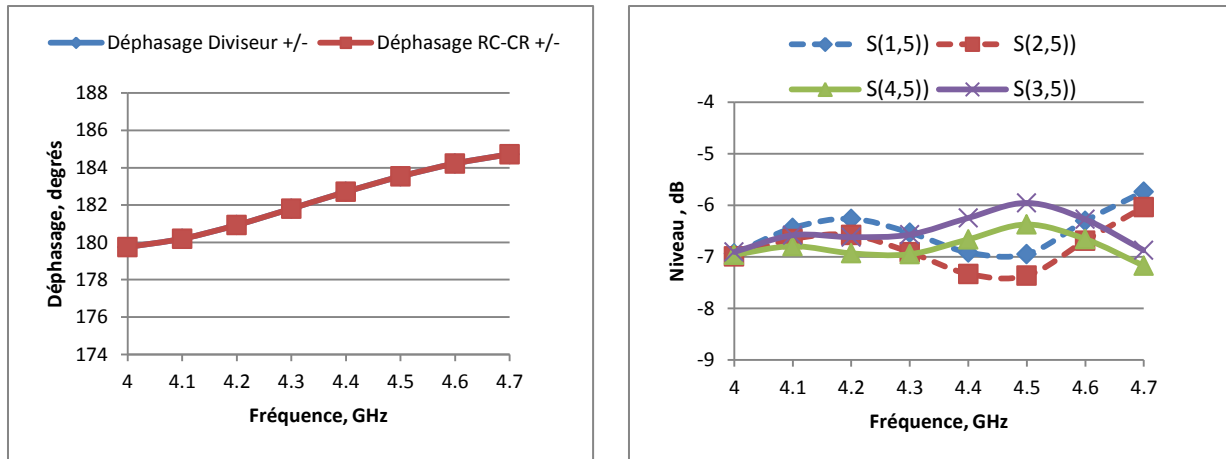 Déphasage Diviseur +/- Déphasage RC-CR +/-
Déphasage, degrés
188
186
184
182
180
178
176
174
4 4.1 4.2 4.3 4.4 4.5 4.6 4.7
Fréquence, GHz
S(1,5)) S(2,5))
S(4,5)) S(3,5))
Niveau , dB
-4
-5
-6
-7
-8
-9
4 4.1 4.2 4.3 4.4 4.5 4.6 4.7
Fréquence, GHz